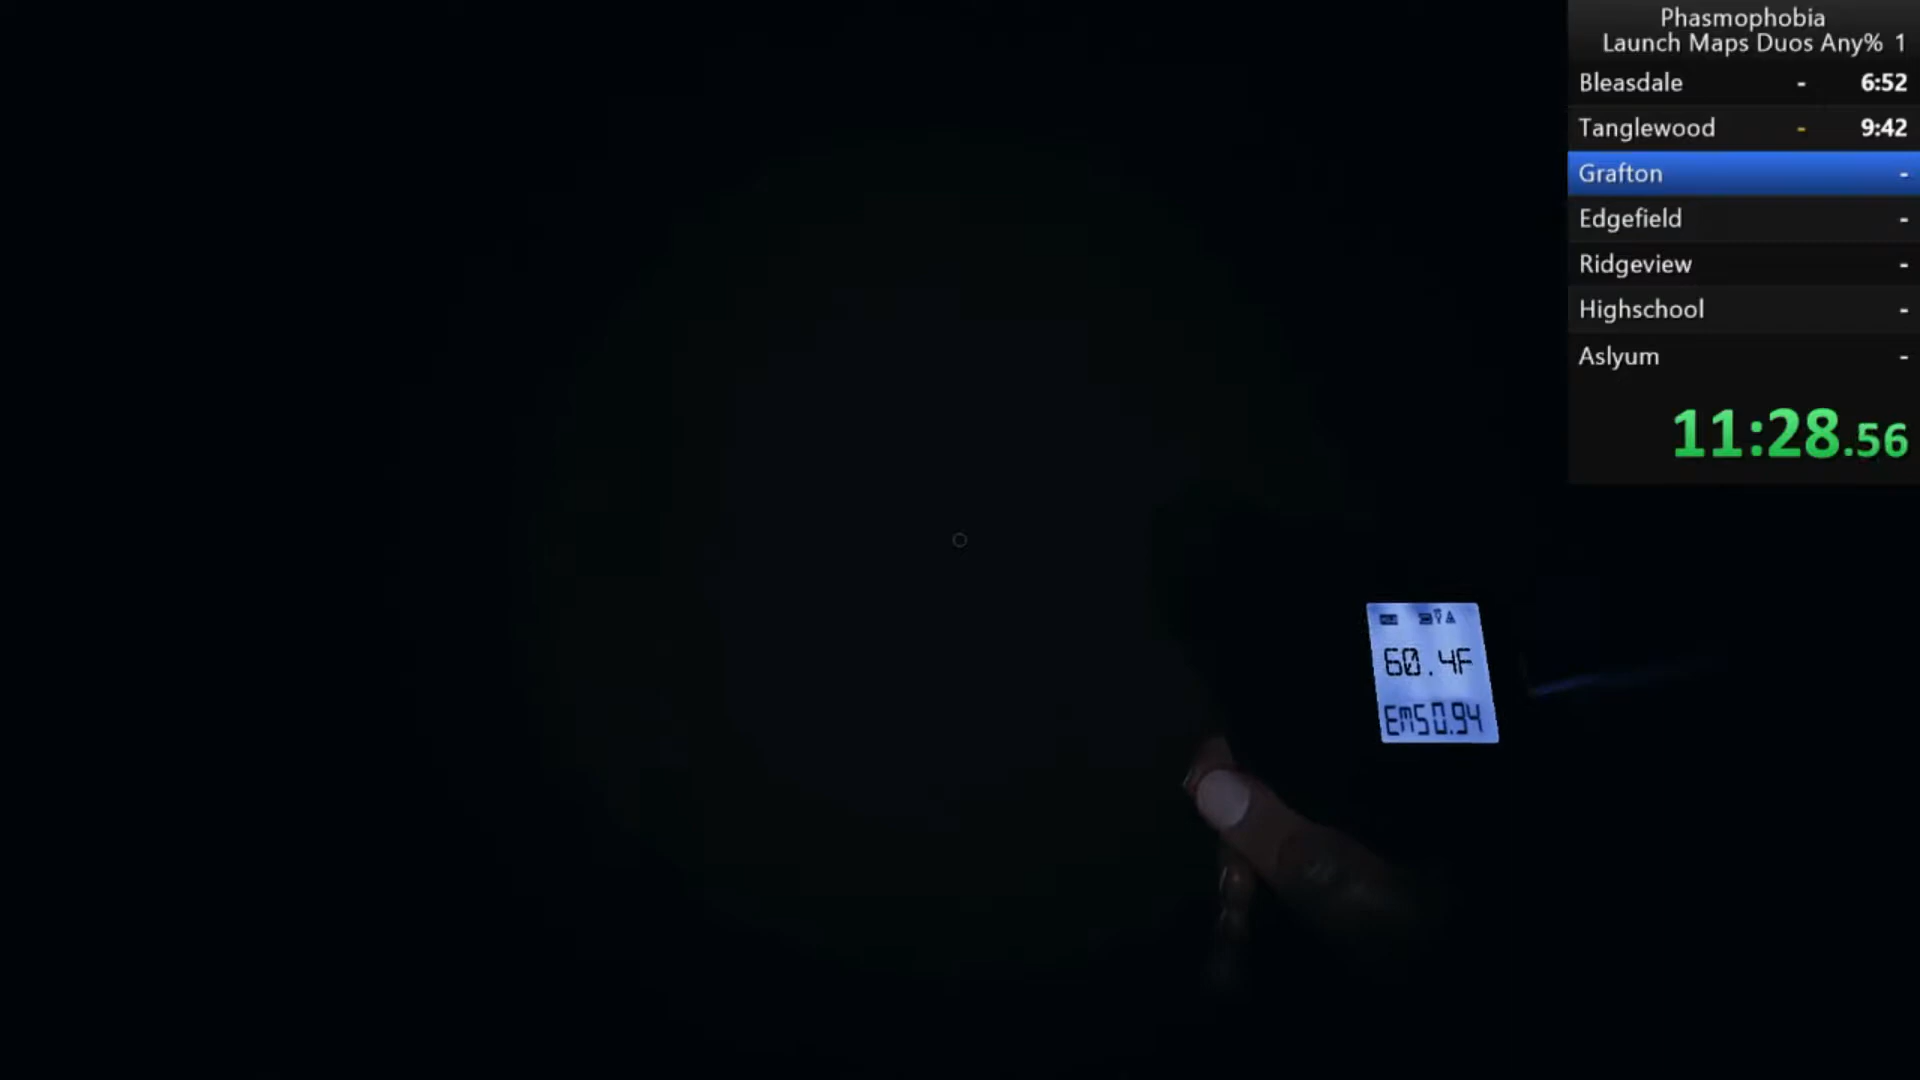 Phasmophobia
Launch Maps Duos Any% 1
Bleasdale - 6:52
Tanglewood - 9:42
Grafton -
Edgefield -
Ridgeview -
Highschool -
Aslyum -
11:28.56
60.4F
EMS0.94